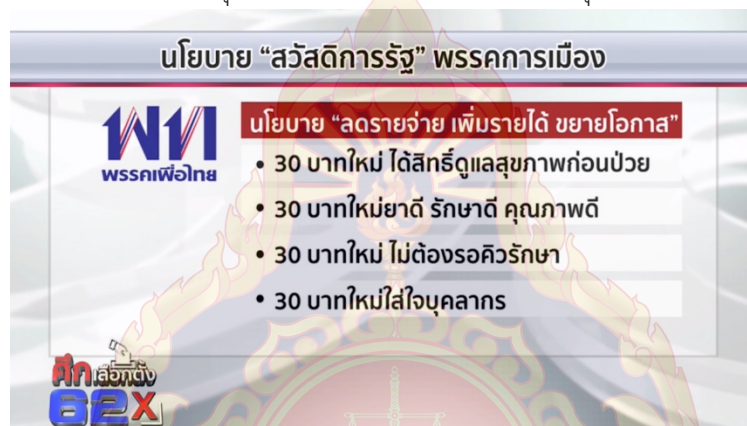 นโยบาย “สวัสดิการรัฐ” พรรคการเมือง
พท
พรรคเพื่อไทย
นโยบาย “ลดรายจ่าย เพิ่มรายได้ ขยายโอกาส”
• 30 บาทใหม่ ได้สิทธิ์ดูแลสุขภาพก่อนป่วย
• 30 บาทใหม่ยาดี รักษาดี คุณภาพดี
• 30 บาทใหม่ ไม่ต้องรอคิวรักษา
• 30 บาทใหม่ใส่ใจบุคลากร
ศึกเลือกตั้ง
62X